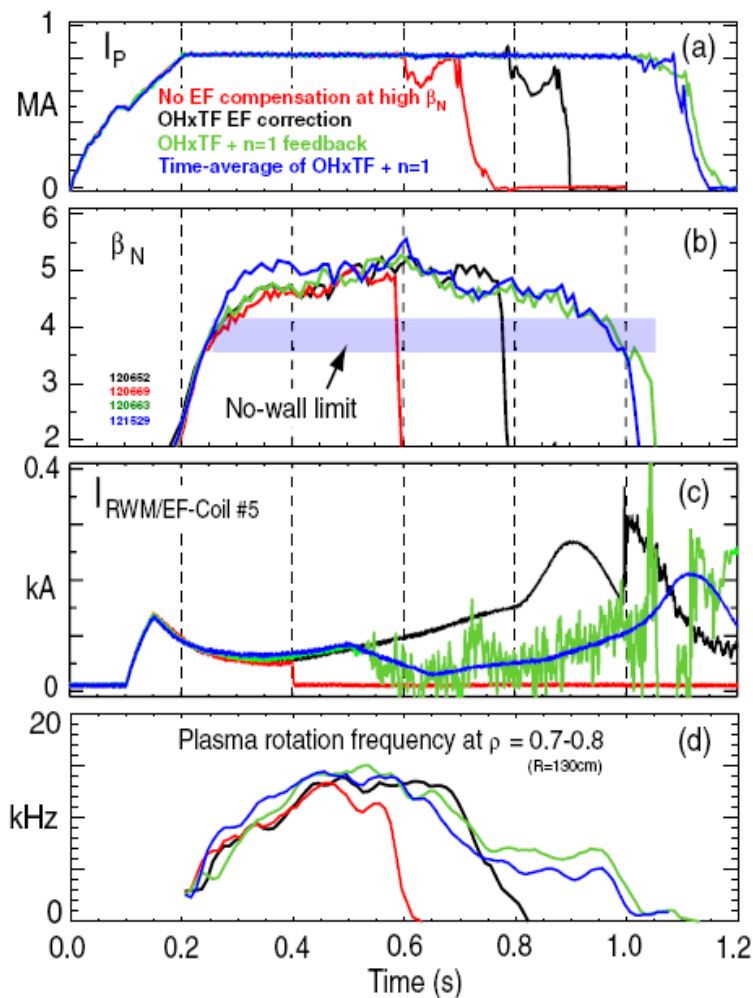 1
I_P
(a)
MA
No EF compensation at high β_N
OHxTF EF correction
OHxTF + n=1 feedback
Time-average of OHxTF + n=1
0
6
β_N
(b)
5
4
3
120652
120669
120663
121529
No-wall limit
2
0.4
I_RWM/EF-Coil #5
(c)
kA
0
20
Plasma rotation frequency at ρ = 0.7-0.8
(R=130cm)
(d)
kHz
0
0.0 0.2 0.4 0.6 0.8 1.0 1.2
Time (s)